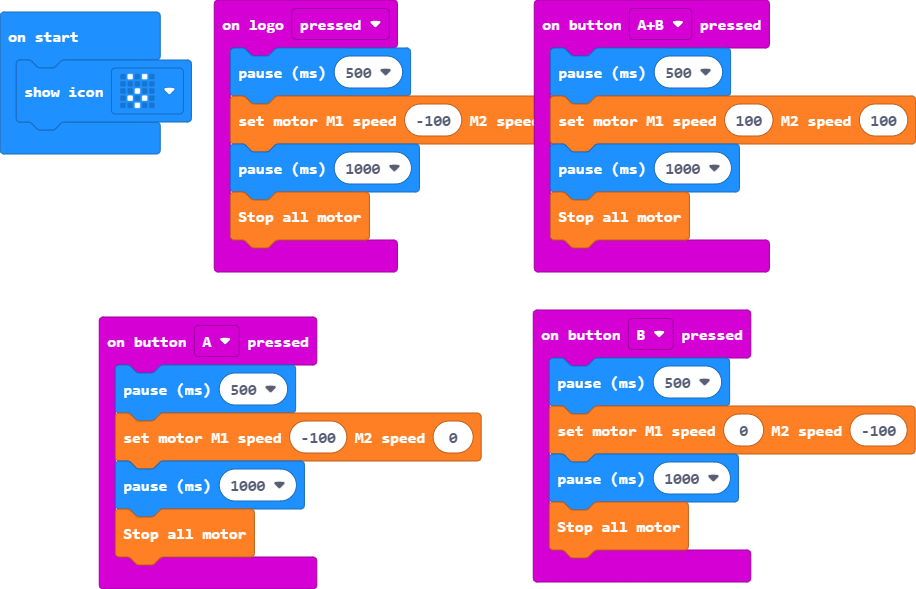 on start
show icon
on logo pressed
pause (ms) 500
set motor M1 speed -100 M2 speed
pause (ms) 1000
Stop all motor
on button A+B pressed
pause (ms) 500
set motor M1 speed 100 M2 speed 100
pause (ms) 1000
Stop all motor
on button A pressed
pause (ms) 500
set motor M1 speed -100 M2 speed 0
pause (ms) 1000
Stop all motor
on button B pressed
pause (ms) 500
set motor M1 speed 0 M2 speed -100
pause (ms) 1000
Stop all motor